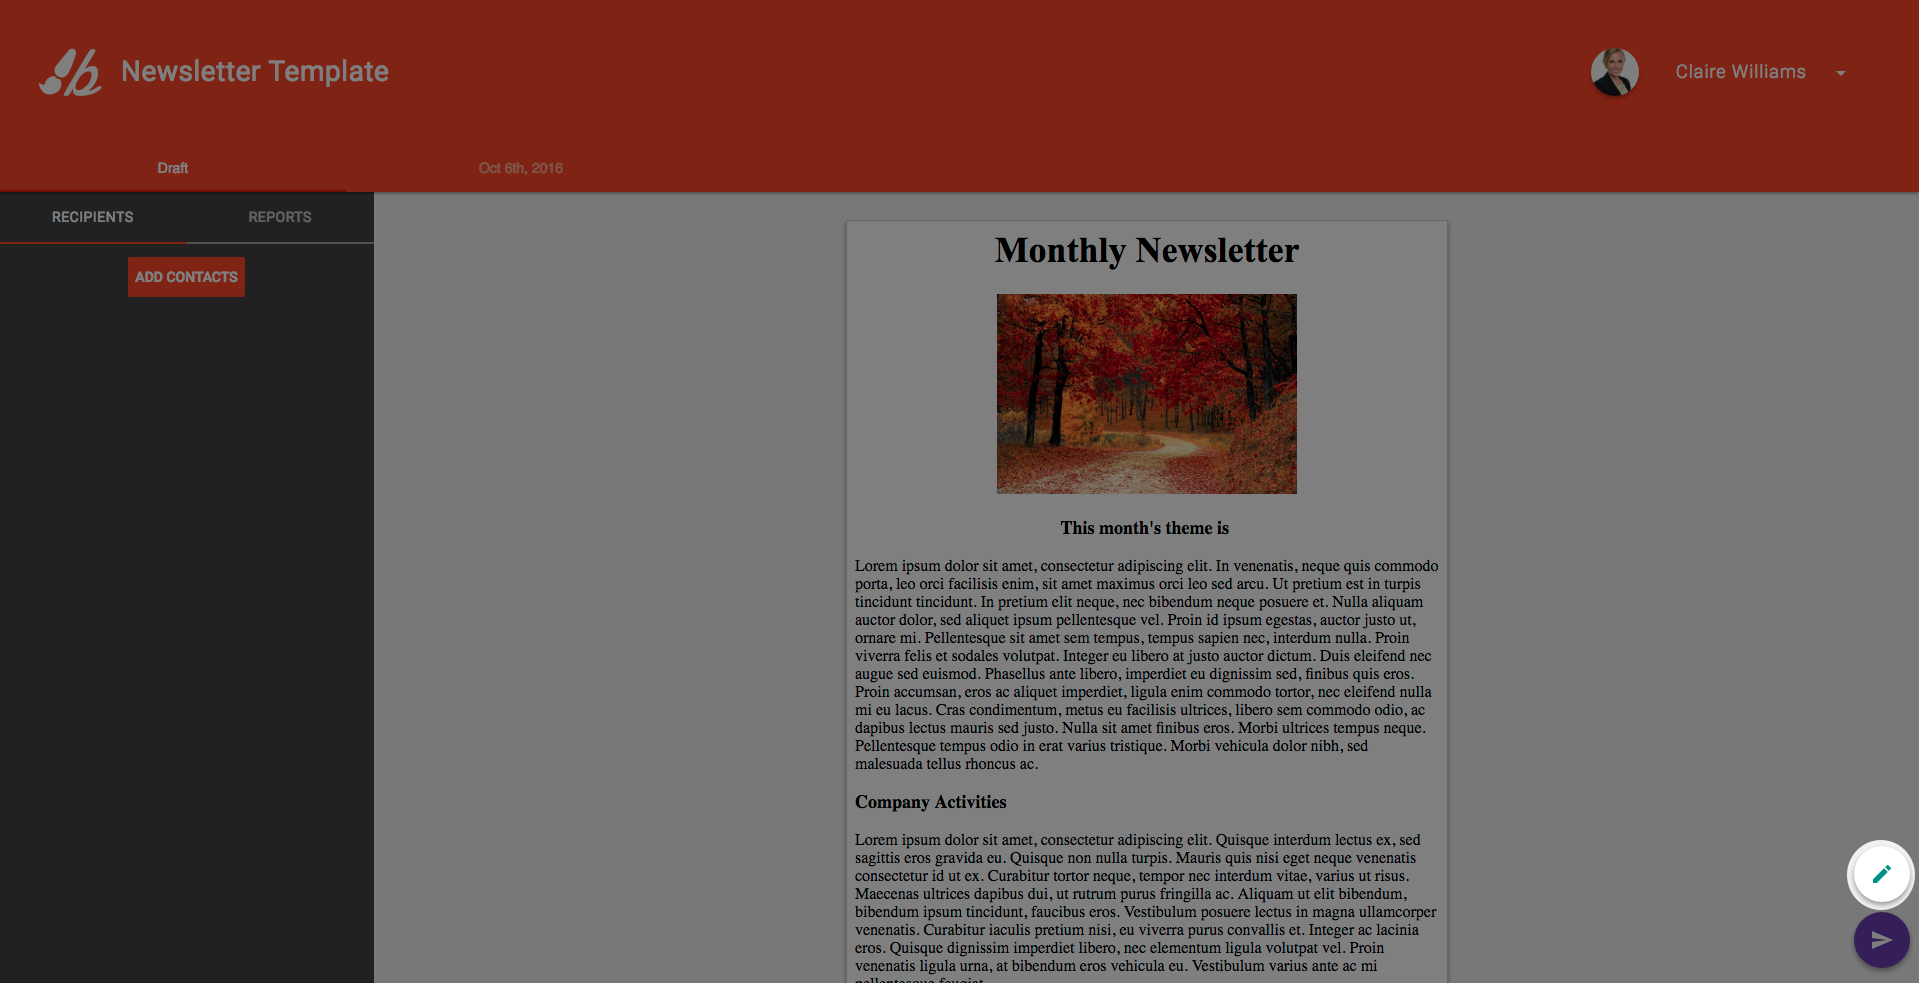 Newsletter Template
Claire Williams
Draft
Oct 6th, 2016
RECIPIENTS
REPORTS
ADD CONTACTS
Monthly Newsletter
This month's theme is
Lorem ipsum dolor sit amet, consectetur adipiscing elit. In venenatis, neque quis commodo
porta, leo orci facilisis enim, sit amet maximus orci leo sed arcu. Ut pretium est in turpis
tincidunt tincidunt. In pretium elit neque, nec bibendum neque posuere et. Nulla aliquam
auctor dolor, sed aliquet ipsum pellentesque vel. Proin id ipsum egestas, auctor justo ut,
ornare mi. Pellentesque sit amet sem tempus, tempus sapien nec, interdum nulla. Proin
viverra felis et sodales volutpat. Integer eu libero at justo auctor dictum. Duis eleifend nec
augue sed euismod. Phasellus ante libero, imperdiet eu dignissim sed, finibus quis eros.
Proin accumsan, eros ac aliquet imperdiet, ligula enim commodo tortor, nec eleifend nulla
mi eu lacus. Cras condimentum, metus eu facilisis ultrices, libero sem commodo odio, ac
dapibus lectus mauris sed justo. Nulla sit amet finibus eros. Morbi ultrices tempus neque.
Pellentesque tempus odio in erat varius tristique. Morbi vehicula dolor nibh, sed
malesuada tellus rhoncus ac.
Company Activities
Lorem ipsum dolor sit amet, consectetur adipiscing elit. Quisque interdum lectus ex, sed
sagittis eros gravida eu. Quisque non nulla turpis. Mauris quis nisi eget neque venenatis
consectetur id ut ex. Curabitur tortor neque, tempor nec interdum vitae, varius ut risus.
Maecenas ultrices dapibus dui, ut rutrum purus fringilla ac. Aliquam ut elit bibendum,
bibendum ipsum tincidunt, faucibus eros. Vestibulum posuere lectus in magna ullamcorper
venenatis. Curabitur iaculis pretium nisi, eu viverra purus convallis et. Integer ac lacinia
eros. Quisque dignissim imperdiet libero, nec elementum ligula volutpat vel. Proin
venenatis ligula urna, at bibendum eros vehicula eu. Vestibulum varius ante ac mi